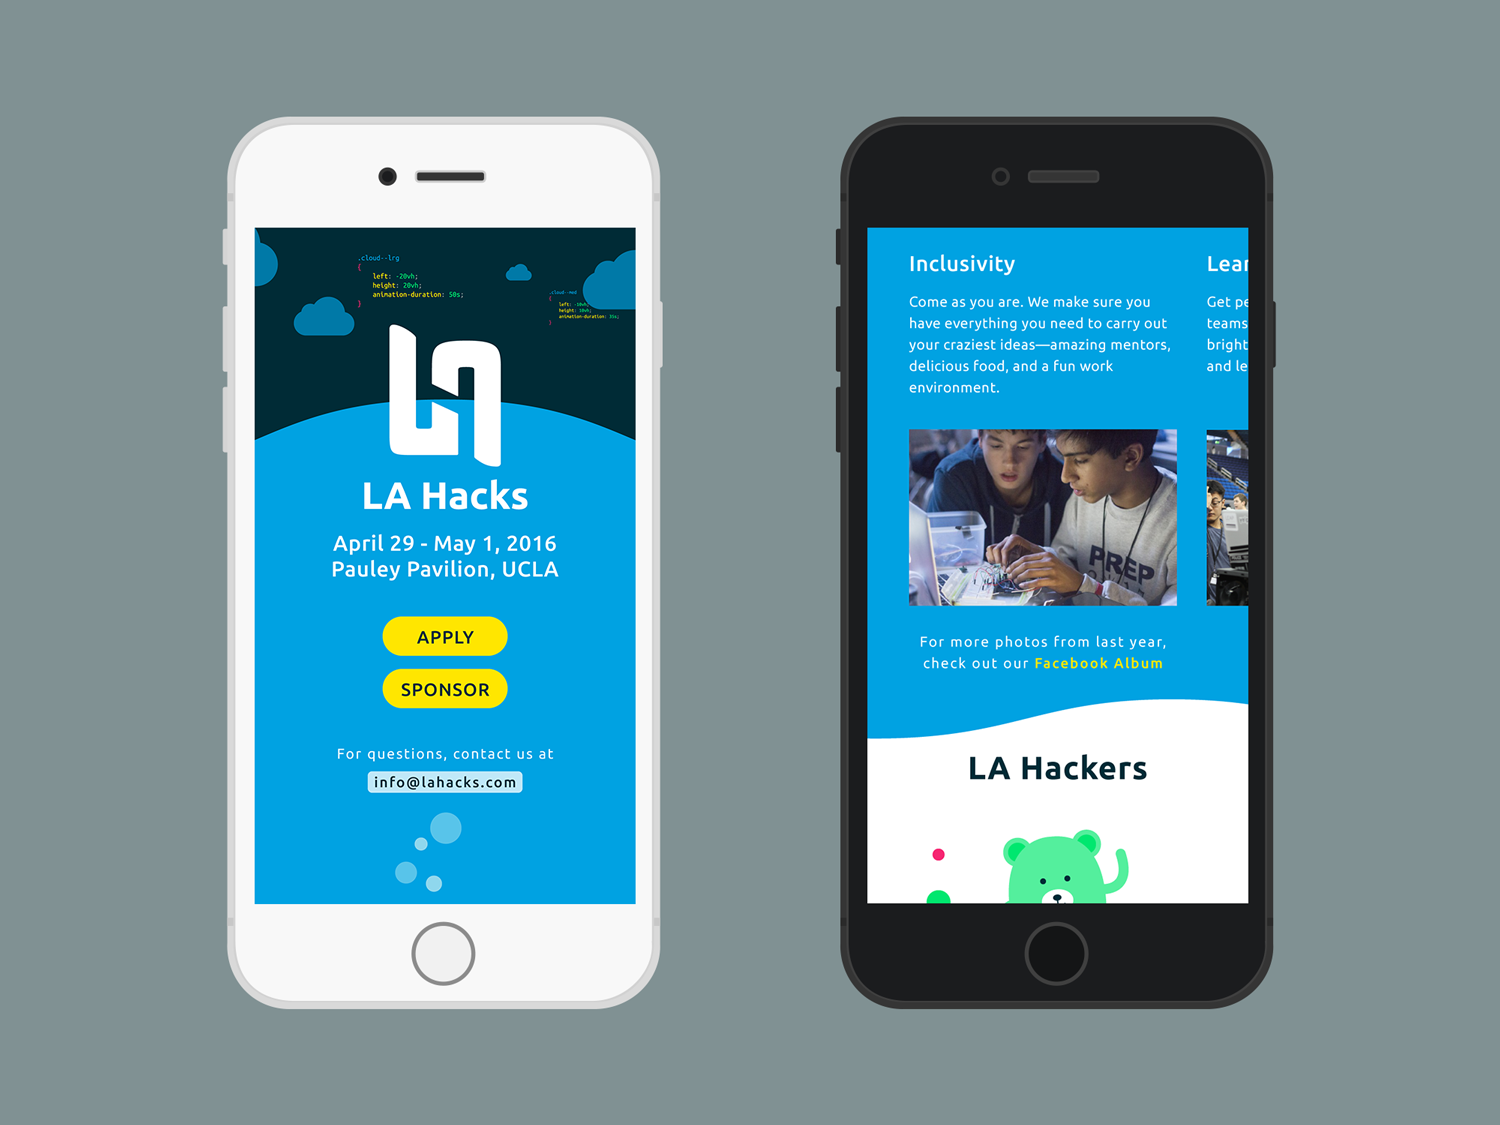 .cloud--lrg
{
left: -20vh;
height: 20vh;
animation-duration: 50s;
}
.cloud--med
{
left: -10vh;
height: 10vh;
animation-duration: 35s;
}
LA Hacks
April 29 - May 1, 2016
Pauley Pavilion, UCLA
APPLY
SPONSOR
For questions, contact us at
info@lahacks.com
Inclusivity
Come as you are. We make sure you
have everything you need to carry out
your craziest ideas—amazing mentors,
delicious food, and a fun work
environment.
Lear
Get pe
teams
bright
and le
PREP
For more photos from last year,
check out our Facebook Album
LA Hackers